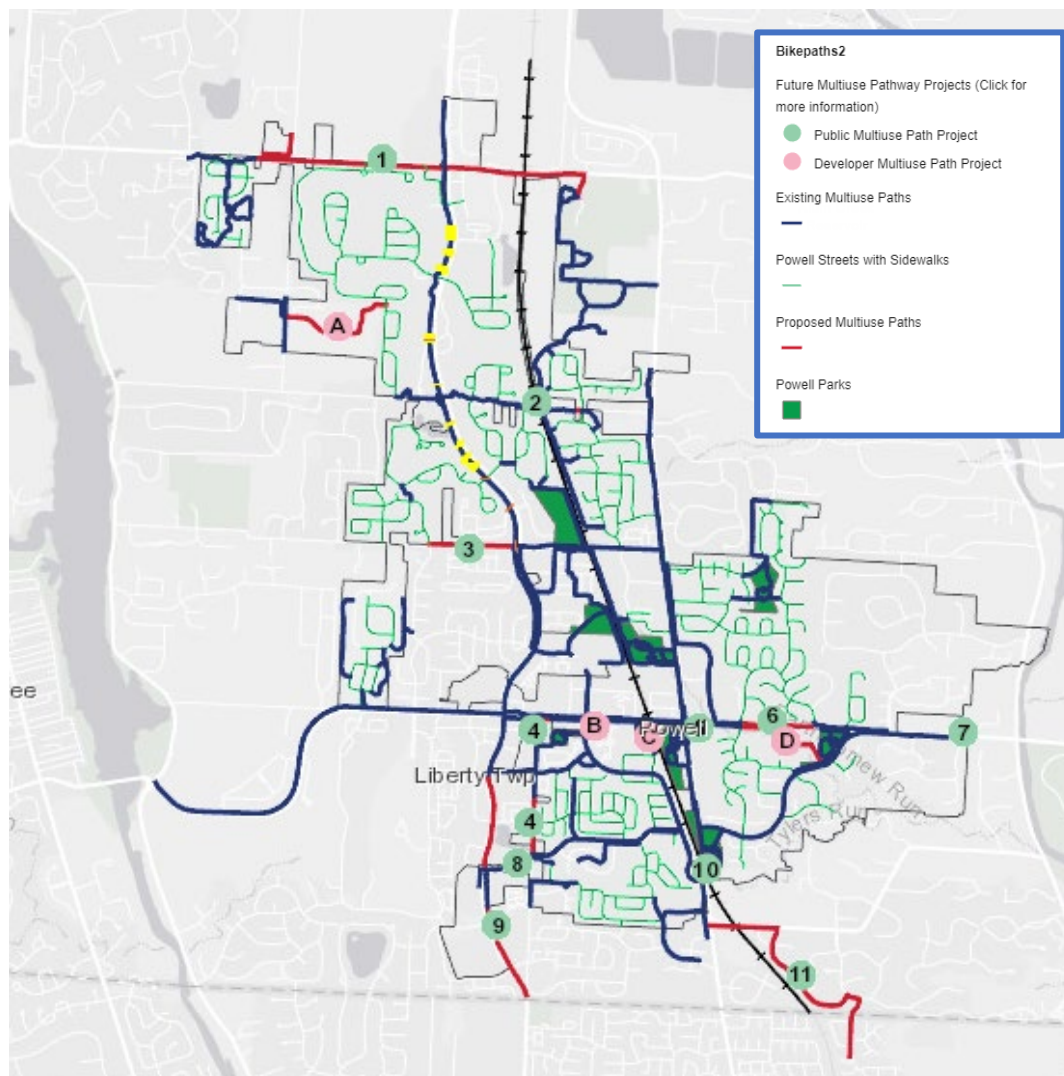 Bikepaths2
Future Multiuse Pathway Projects (Click for
more information)
Public Multiuse Path Project
Developer Multiuse Path Project
Existing Multiuse Paths
Powell Streets with Sidewalks
Proposed Multiuse Paths
Powell Parks
1
A
2
3
ee
6
4
B
C
Powell
D
7
mew Run
Liberty Twp
4
Tylers Run
8
10
9
11